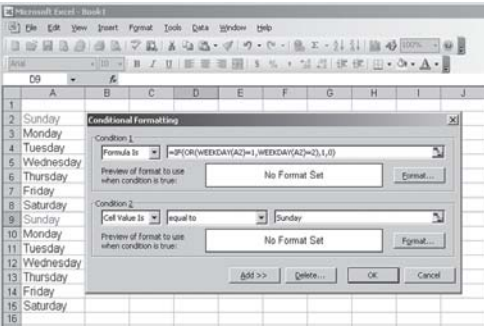 Microsoft Excel - Book1
File Edit View Insert Format Tools Data Window Help
Arial 10 B I U
100%
D9 fx
A B C D E F G H I J
1
2 Sunday
3 Monday
4 Tuesday
5 Wednesday
6 Thursday
7 Friday
8 Saturday
9 Sunday
10 Monday
11 Tuesday
12 Wednesday
13 Thursday
14 Friday
15 Saturday
16
Conditional Formatting
Condition 1
Formula Is =IF(OR(WEEKDAY(A2)=1,WEEKDAY(A2)=2),1,0)
Preview of format to use
when condition is true:
No Format Set
Format...
Condition 2
Cell Value Is equal to Sunday
Preview of format to use
when condition is true:
No Format Set
Format...
Add >> Delete... OK Cancel